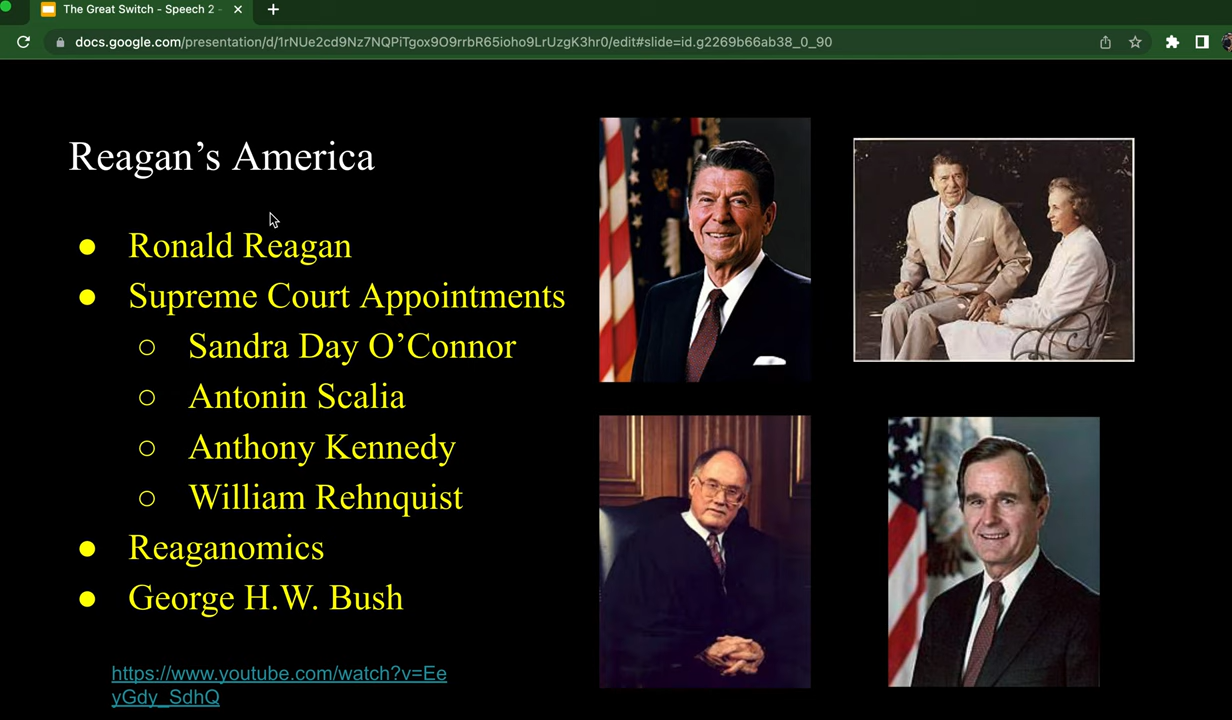 The Great Switch - Speech 2 -
docs.google.com/presentation/d/1rNUe2cd9Nz7NQPiTgox9O9rrbR65ioho9LrUzgK3hr0/edit#slide=id.g2269b66ab38_0_90
Reagan’s America
● Ronald Reagan
● Supreme Court Appointments
○ Sandra Day O’Connor
○ Antonin Scalia
○ Anthony Kennedy
○ William Rehnquist
● Reaganomics
● George H.W. Bush
https://www.youtube.com/watch?v=Ee
yGdy_SdhQ